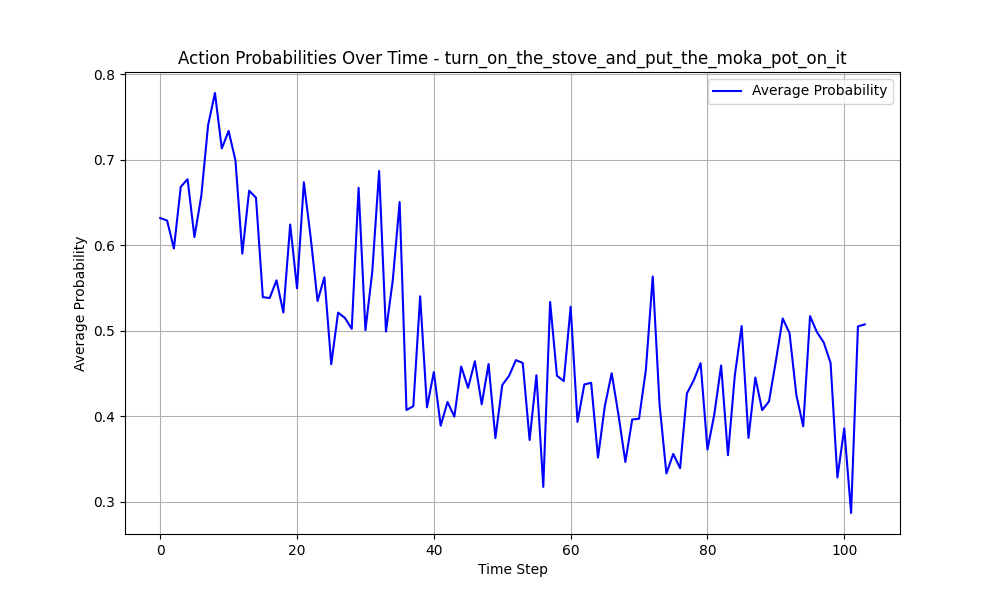 Action Probabilities Over Time - turn_on_the_stove_and_put_the_moka_pot_on_it
Average Probability
0.8
0.7
0.6
0.5
0.4
0.3
Average Probability
0 20 40 60 80 100
Time Step